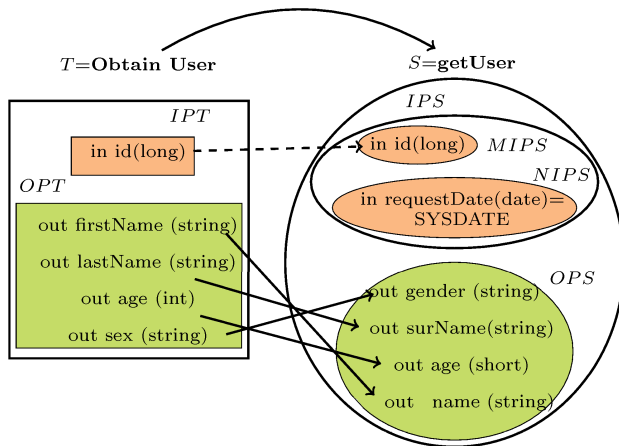 T=Obtain User
S=getUser
IPT
in id(long)
OPT
out firstName (string)
out lastName (string)
out age (int)
out sex (string)
IPS
in id(long)
MIPS
NIPS
in requestDate(date)=
SYSDATE
OPS
out gender (string)
out surName(string)
out age (short)
out name (string)